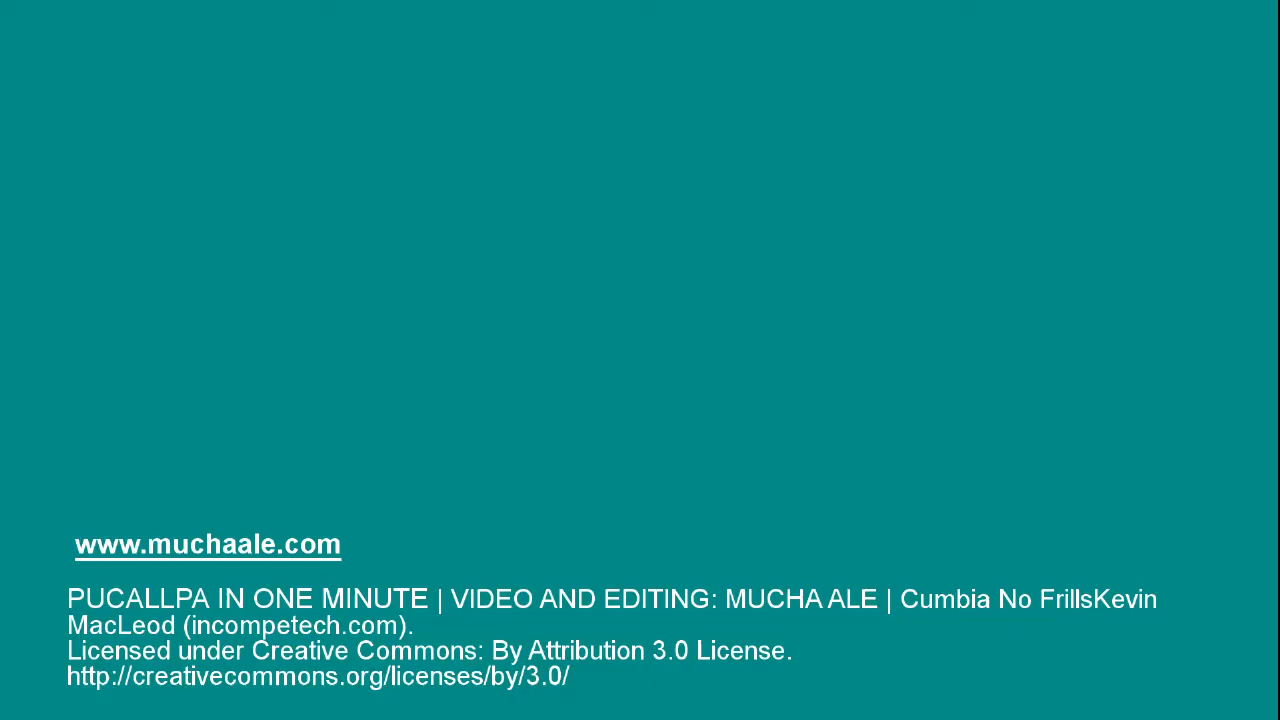 www.muchaale.com
PUCALLPA IN ONE MINUTE | VIDEO AND EDITING: MUCHA ALE | Cumbia No FrillsKevin
MacLeod (incompetech.com).
Licensed under Creative Commons: By Attribution 3.0 License.
http://creativecommons.org/licenses/by/3.0/